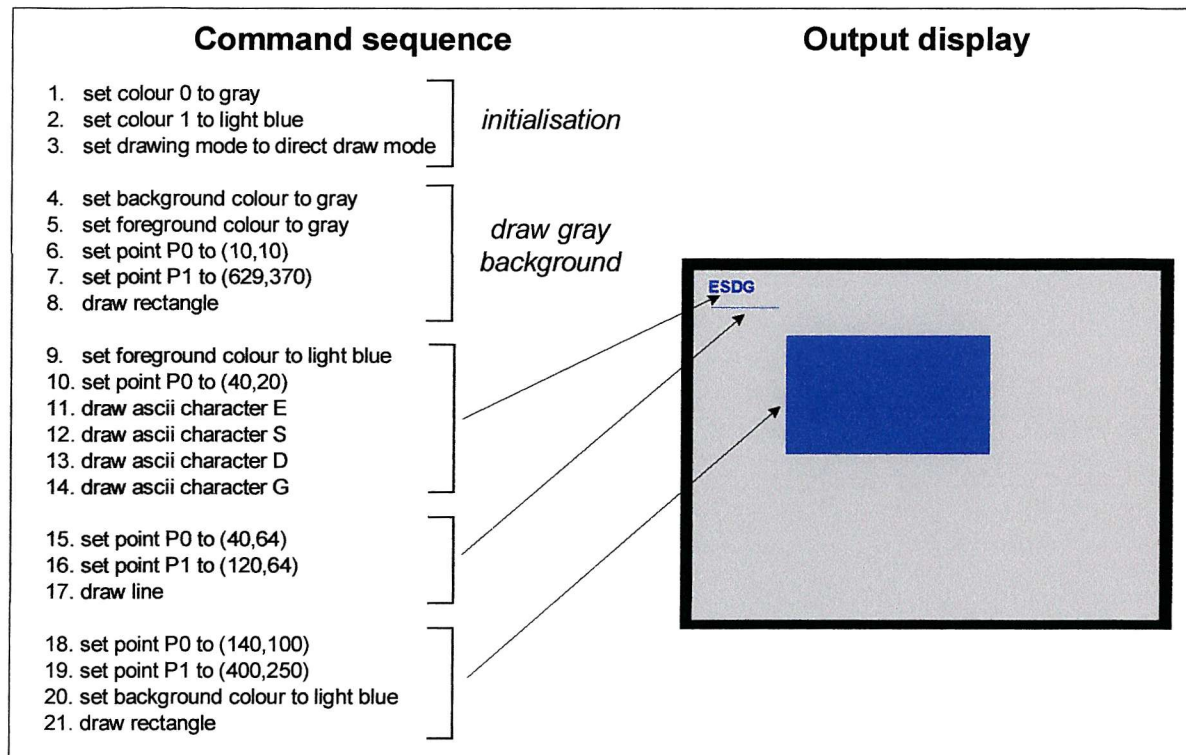 Command sequence
Output display
1. set colour 0 to gray
2. set colour 1 to light blue
3. set drawing mode to direct draw mode
initialisation
4. set background colour to gray
5. set foreground colour to gray
6. set point P0 to (10,10)
7. set point P1 to (629,370)
8. draw rectangle
draw gray
background
9. set foreground colour to light blue
10. set point P0 to (40,20)
11. draw ascii character E
12. draw ascii character S
13. draw ascii character D
14. draw ascii character G
15. set point P0 to (40,64)
16. set point P1 to (120,64)
17. draw line
18. set point P0 to (140,100)
19. set point P1 to (400,250)
20. set background colour to light blue
21. draw rectangle
ESDG